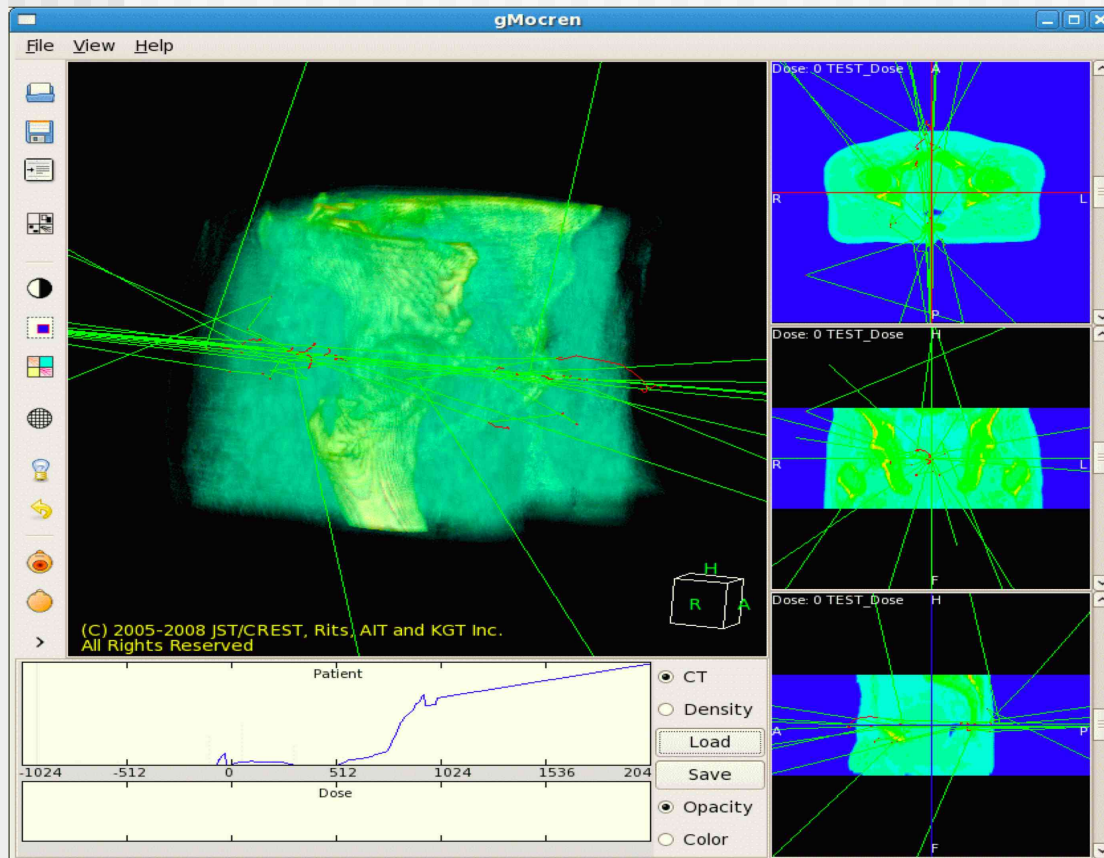 gMocren
File View Help
Dose: 0 TEST_Dose A
R L
P
Dose: 0 TEST_Dose H
R L
F
Dose: 0 TEST_Dose H
A P
F
H
R A
(C) 2005-2008 JST/CREST, Rits, AIT and KGT Inc.
All Rights Reserved
Patient
-1024 -512 0 512 1024 1536 204
Dose
CT
Density
Load
Save
Opacity
Color